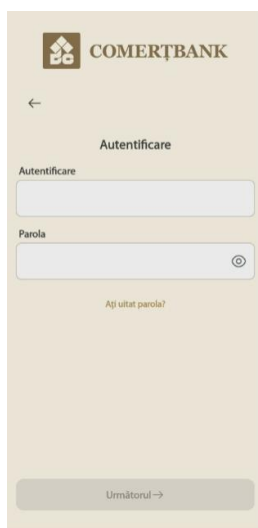 COMERȚBANK
←
Autentificare
Autentificare
Parola
Ați uitat parola?
Următorul →